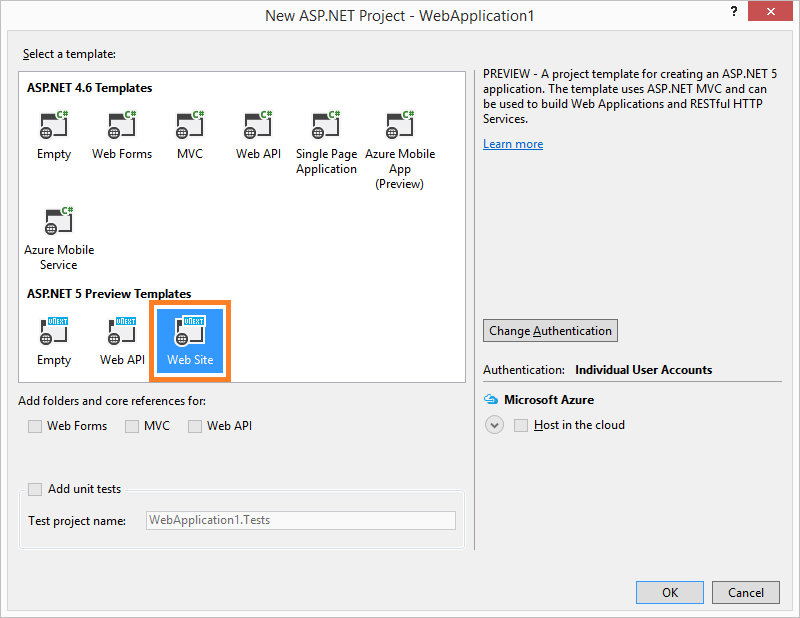 New ASP.NET Project - WebApplication1
?
Select a template:
ASP.NET 4.6 Templates
C# C# C# C# C# C#
Empty Web Forms MVC Web API Single Page Application Azure Mobile App (Preview)
C#
Azure Mobile Service
ASP.NET 5 Preview Templates
vNEXT vNEXT vNEXT
Empty Web API Web Site
Add folders and core references for:
Web Forms MVC Web API
Add unit tests
Test project name: WebApplication1.Tests
PREVIEW - A project template for creating an ASP.NET 5
application. The template uses ASP.NET MVC and can
be used to build Web Applications and RESTful HTTP
Services.
Learn more
Change Authentication
Authentication: Individual User Accounts
Microsoft Azure
Host in the cloud
OK Cancel